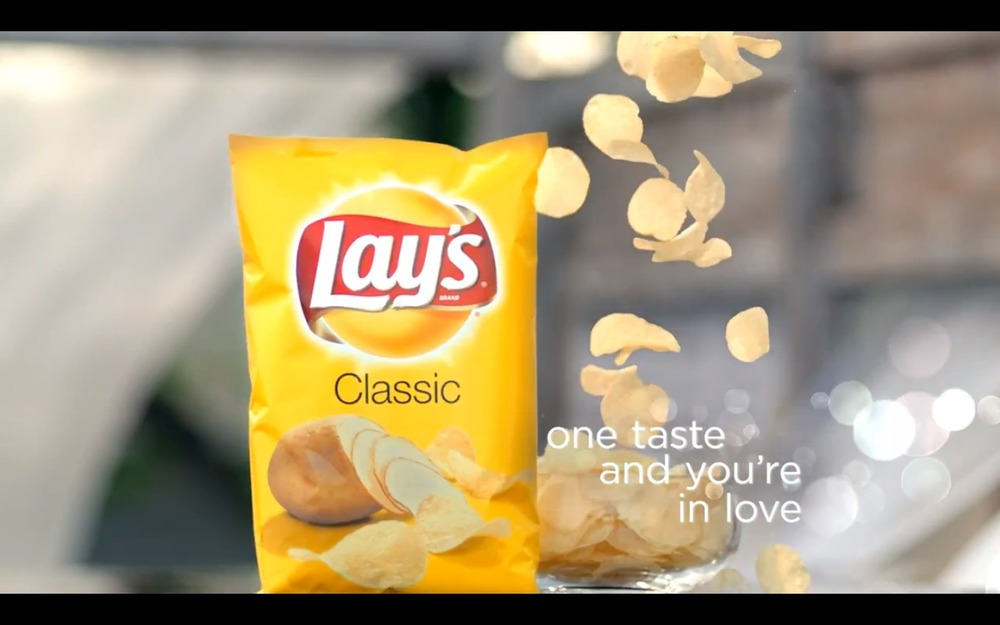 Lay's
BRAND
Classic
one taste
and you're
in love